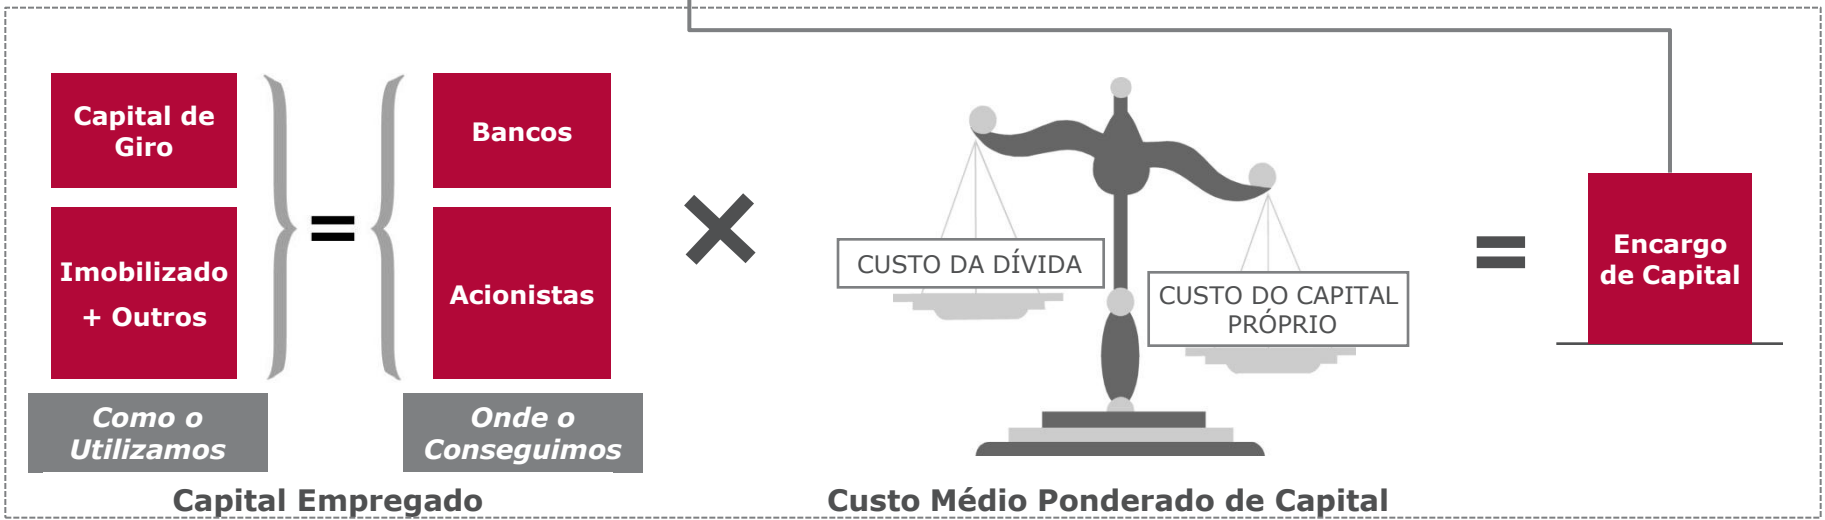 Capital de
Giro
Imobilizado
+ Outros
Como o
Utilizamos
=
Bancos
Acionistas
Onde o
Conseguimos
Capital Empregado
×
CUSTO DA DÍVIDA
CUSTO DO CAPITAL
PRÓPRIO
Custo Médio Ponderado de Capital
=
Encargo
de Capital